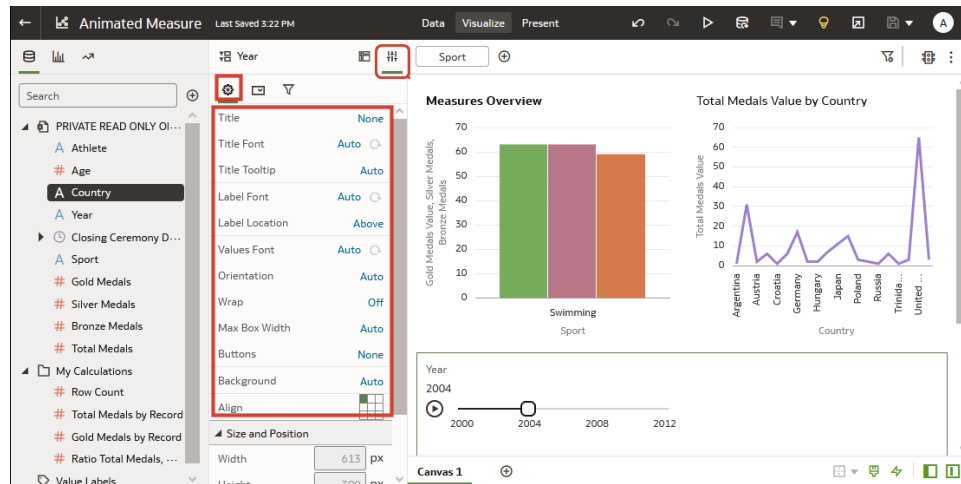 Animated Measure Last Saved 3:22 PM Data Visualize Present A
Year Sport
Search
PRIVATE READ ONLY Ol...
A Athlete
# Age
A Country
A Year
Closing Ceremony D...
A Sport
# Gold Medals
# Silver Medals
# Bronze Medals
# Total Medals
My Calculations
# Row Count
# Total Medals by Record
# Gold Medals by Record
# Ratio Total Medals, ...
Value Labels
Title None
Title Font Auto
Title Tooltip Auto
Label Font Auto
Label Location Above
Values Font Auto
Orientation Auto
Wrap Off
Max Box Width Auto
Buttons None
Background Auto
Align
Size and Position
Width 613 px
Height 300 px
Measures Overview
Gold Medals Value, Silver Medals,
Bronze Medals
70
60
50
40
30
20
10
0
Swimming
Sport
Total Medals Value by Country
Total Medals Value
70
60
50
40
30
20
10
0
Argentina
Austria
Croatia
Germany
Hungary
Japan
Poland
Russia
Trinida...
United ...
Country
Year
2004
2000 2004 2008 2012
Canvas 1